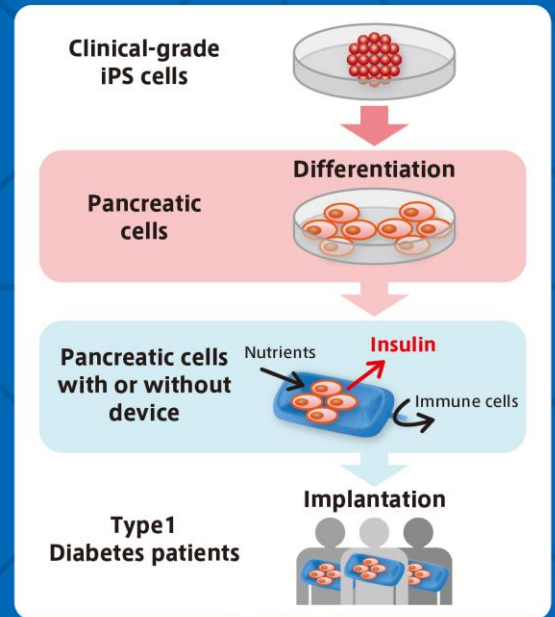 Clinical-grade
iPS cells
Differentiation
Pancreatic
cells
Pancreatic cells
with or without
device
Nutrients
Insulin
Immune cells
Implantation
Type1
Diabetes patients